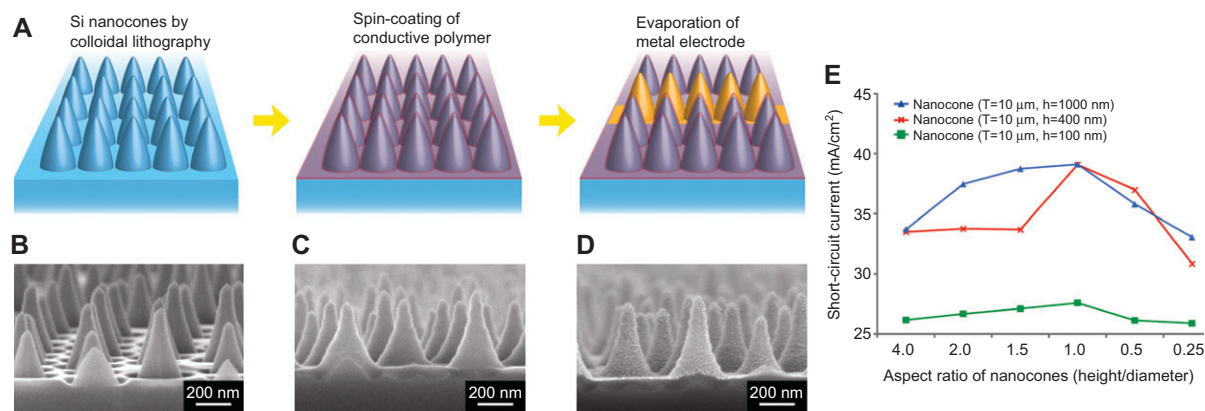 A
Si nanocones by
colloidal lithography
Spin-coating of
conductive polymer
Evaporation of
metal electrode
B
200 nm
C
200 nm
D
200 nm
E
Short-circuit current (mA/cm²)
45
40
35
30
25
Nanocone (T=10 μm, h=1000 nm)
Nanocone (T=10 μm, h=400 nm)
Nanocone (T=10 μm, h=100 nm)
4.0 2.0 1.5 1.0 0.5 0.25
Aspect ratio of nanocones (height/diameter)